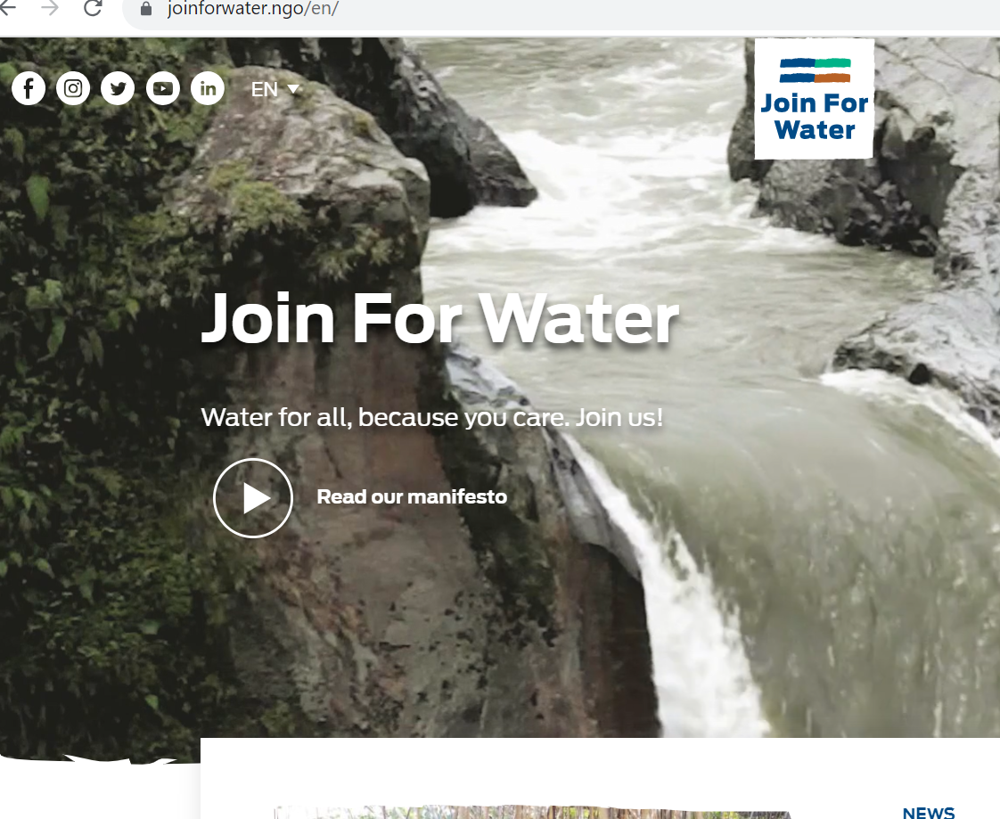 joinforwater.ngo/en/
EN
Join For
Water
Join For Water
Water for all, because you care. Join us!
Read our manifesto
NEWS